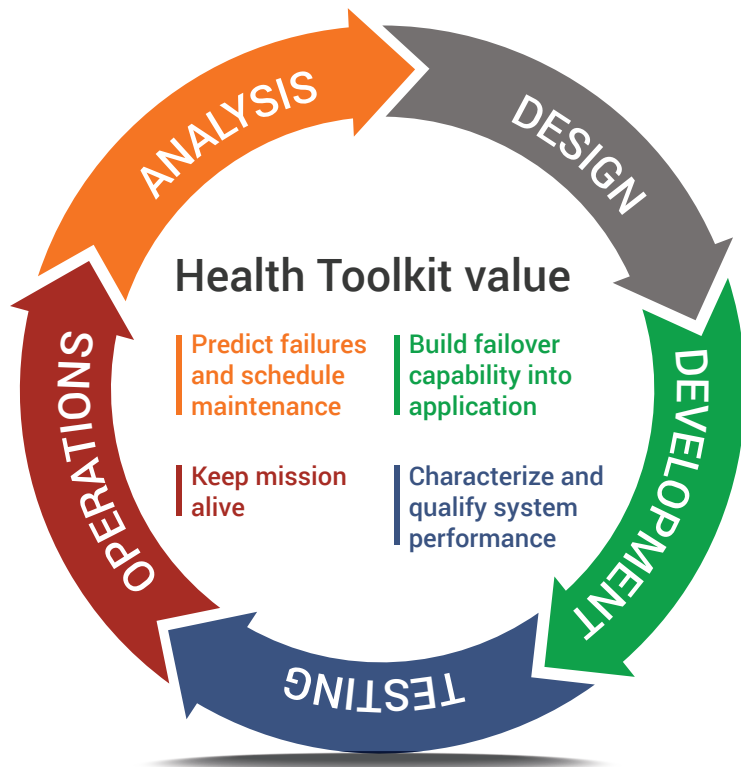 ANALYSIS
DESIGN
Health Toolkit value
Predict failures
and schedule
maintenance
Build failover
capability into
application
Keep mission
alive
Characterize and
qualify system
performance
OPERATIONS
DEVELOPMENT
TESTING